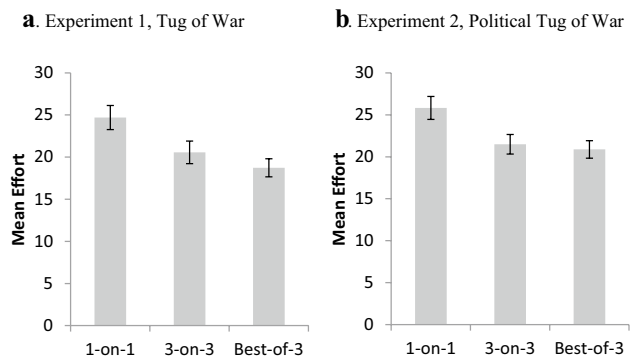 a. Experiment 1, Tug of War
30
25
20
15
10
5
0
Mean Effort
1-on-1 3-on-3 Best-of-3
b. Experiment 2, Political Tug of War
30
25
20
15
10
5
0
Mean Effort
1-on-1 3-on-3 Best-of-3